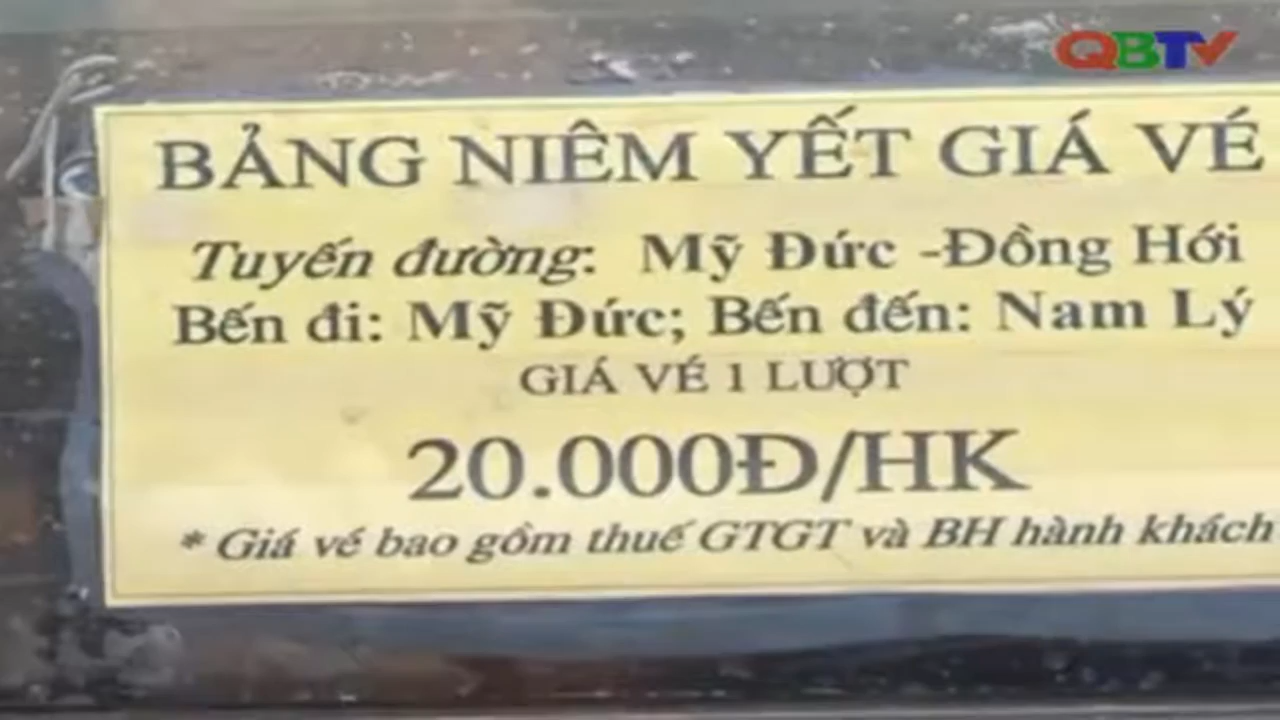 QBTV
BẢNG NIÊM YẾT GIÁ VÉ
Tuyến đường: Mỹ Đức -Đồng Hới
Bến đi: Mỹ Đức; Bến đến: Nam Lý
GIÁ VÉ 1 LƯỢT
20.000Đ/HK
* Giá vé bao gồm thuế GTGT và BH hành khách